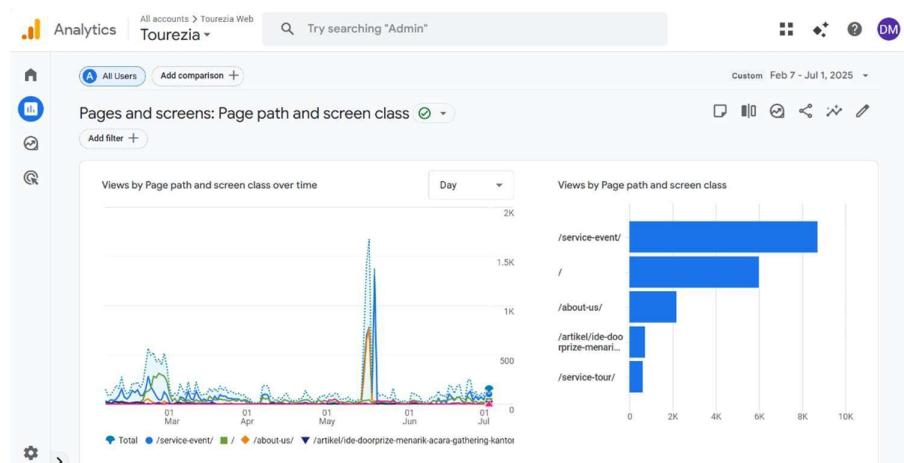 Analytics
All accounts > Tourezia Web
Tourezia
Try searching "Admin"
DM
A All Users
Add comparison +
Custom Feb 7 - Jul 1, 2025
Pages and screens: Page path and screen class
Add filter +
Views by Page path and screen class over time
Day
2K
1.5K
1K
500
0
01 Mar
01 Apr
01 May
01 Jun
01 Jul
Total /service-event/ / /about-us/ /artikel/ide-doorprize-menarik-acara-gathering-kantor
Views by Page path and screen class
/service-event/
/
/about-us/
/artikel/ide-doo
rprize-menari...
/service-tour/
0 2K 4K 6K 8K 10K